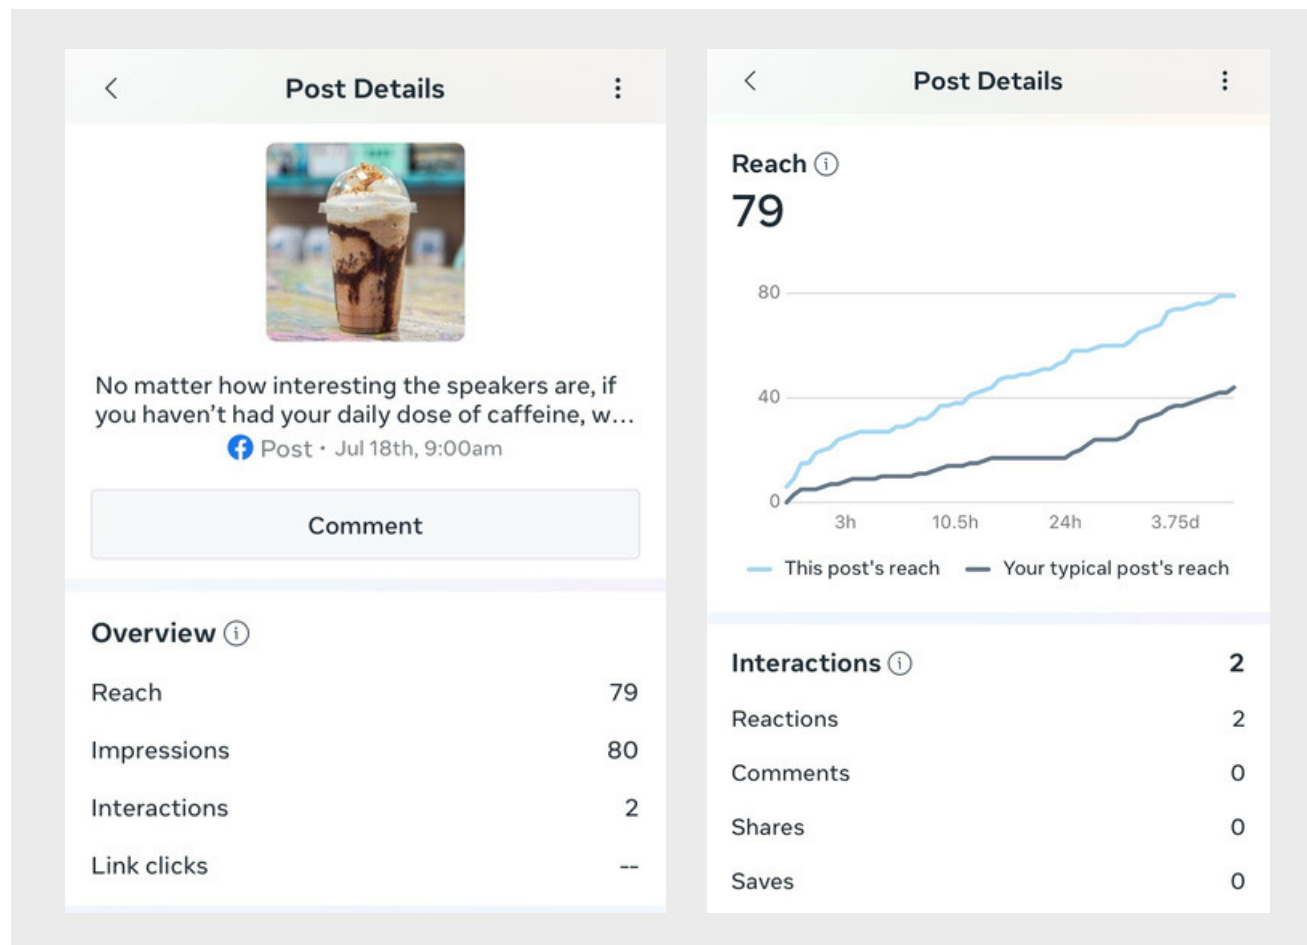 Post Details
No matter how interesting the speakers are, if
you haven't had your daily dose of caffeine, w...
Post · Jul 18th, 9:00am
Comment
Overview
Reach 79
Impressions 80
Interactions 2
Link clicks --
Post Details
Reach
79
80
40
0
3h 10.5h 24h 3.75d
This post's reach Your typical post's reach
Interactions 2
Reactions 2
Comments 0
Shares 0
Saves 0